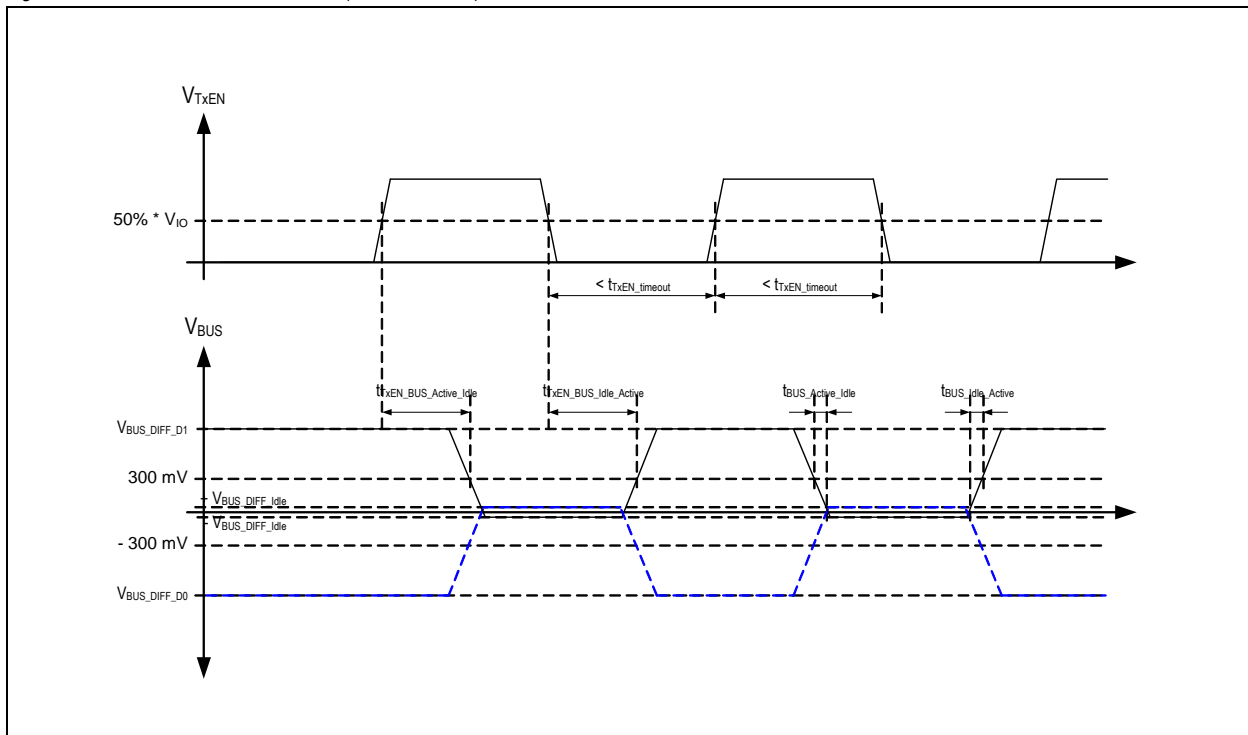 VTxEN
50% * VIO
< tTxEN_timeout
< tTxEN_timeout
VBUS
tTxEN_BUS_Active_Idle
tTxEN_BUS_Idle_Active
tBUS_Active_Idle
tBUS_Idle_Active
VBUS_DIFF_D1
300 mV
+ VBUS_DIFF_Idle
- VBUS_DIFF_Idle
- 300 mV
VBUS_DIFF_D0